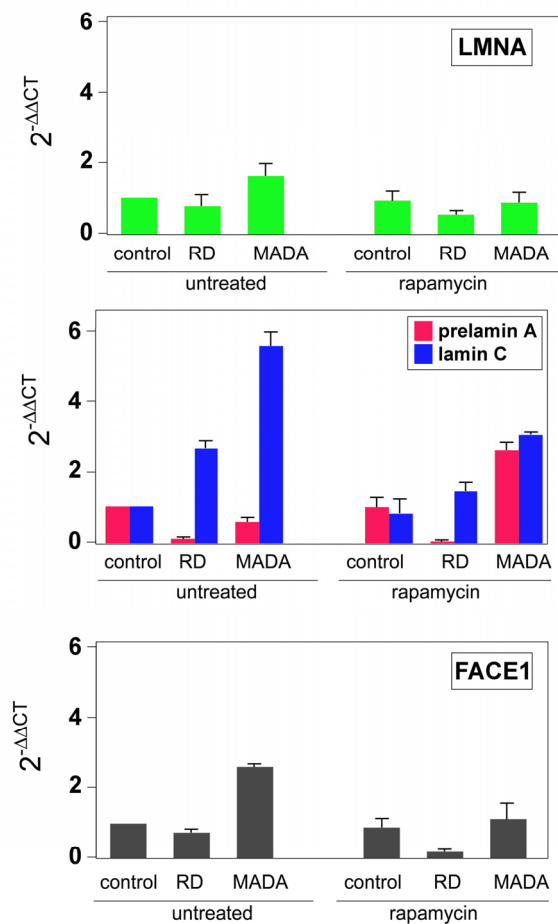 LMNA
6
4
2
0
2^-ΔΔCT
control RD MADA control RD MADA
untreated rapamycin
prelamin A
lamin C
6
4
2
0
2^-ΔΔCT
control RD MADA control RD MADA
untreated rapamycin
FACE1
6
4
2
0
2^-ΔΔCT
control RD MADA control RD MADA
untreated rapamycin